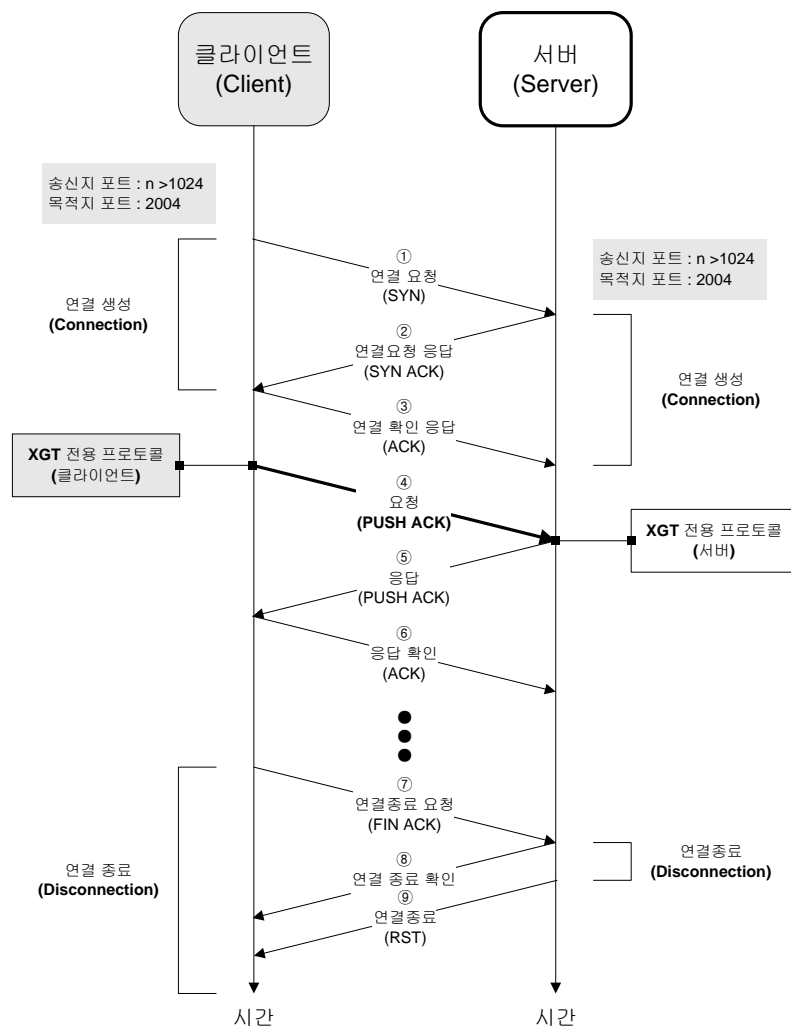 클라이언트
(Client)
서버
(Server)
송신지 포트 : n >1024
목적지 포트 : 2004
①
연결 요청
(SYN)
송신지 포트 : n >1024
목적지 포트 : 2004
연결 생성
(Connection)
②
연결요청 응답
(SYN ACK)
연결 생성
(Connection)
③
연결 확인 응답
(ACK)
XGT 전용 프로토콜
(클라이언트)
④
요청
(PUSH ACK)
XGT 전용 프로토콜
(서버)
⑤
응답
(PUSH ACK)
⑥
응답 확인
(ACK)
⑦
연결종료 요청
(FIN ACK)
연결 종료
(Disconnection)
⑧
연결 종료 확인
연결종료
(Disconnection)
⑨
연결종료
(RST)
시간
시간